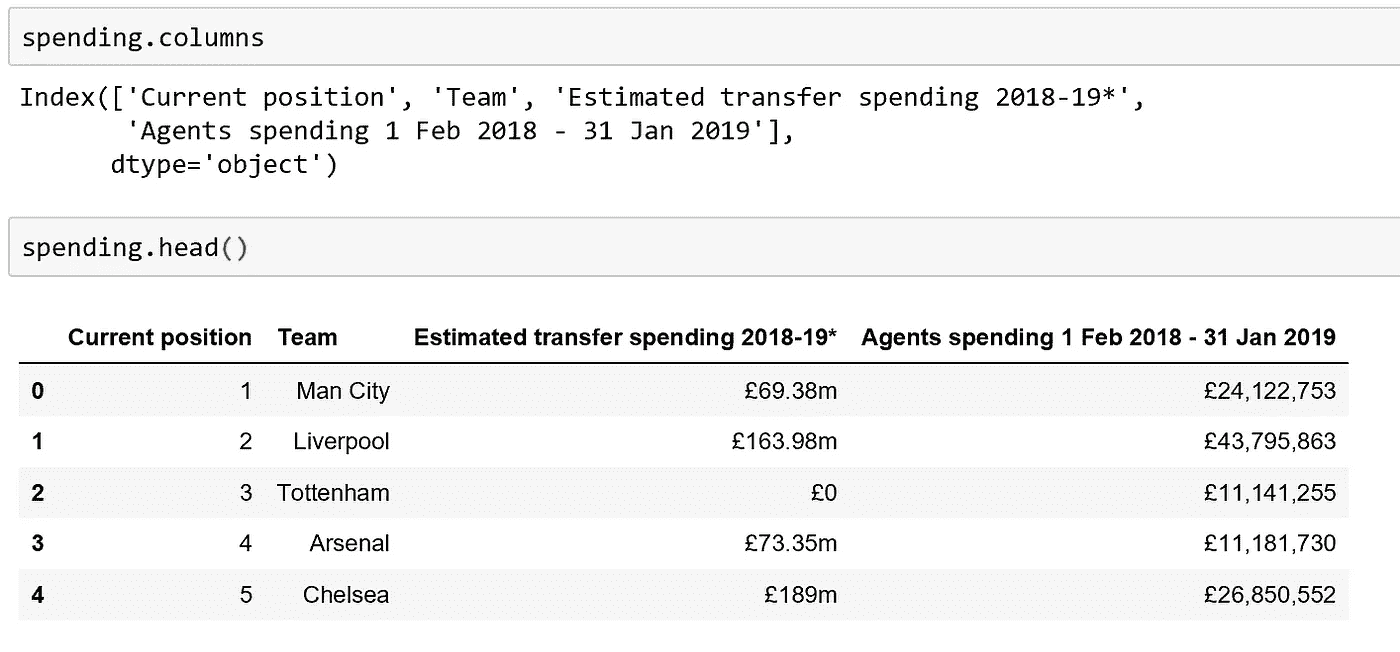 spending.columns
Index(['Current position', 'Team', 'Estimated transfer spending 2018-19*',
'Agents spending 1 Feb 2018 - 31 Jan 2019'],
dtype='object')
spending.head()
Current position Team Estimated transfer spending 2018-19* Agents spending 1 Feb 2018 - 31 Jan 2019
0 1 Man City £69.38m £24,122,753
1 2 Liverpool £163.98m £43,795,863
2 3 Tottenham £0 £11,141,255
3 4 Arsenal £73.35m £11,181,730
4 5 Chelsea £189m £26,850,552